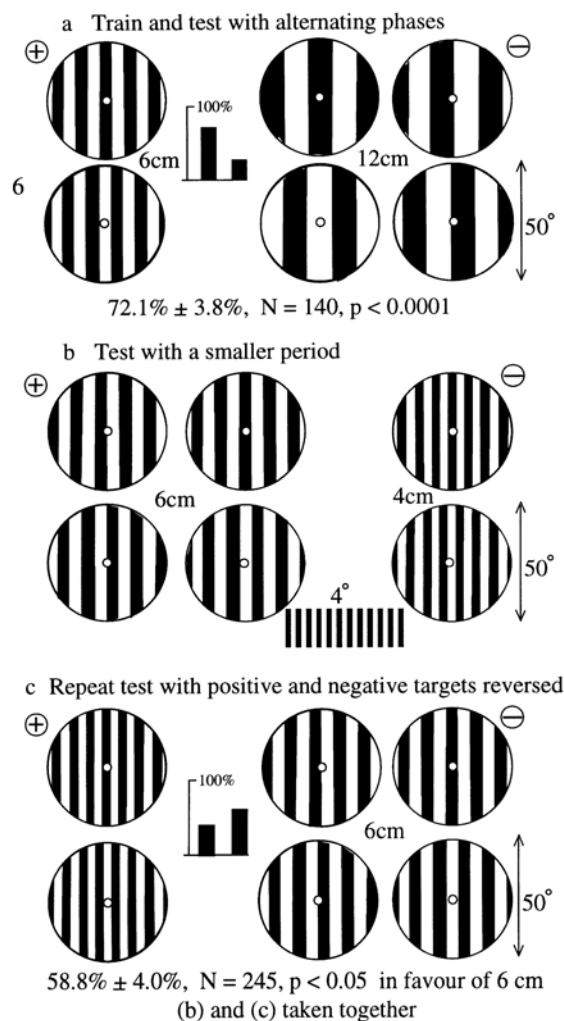 a Train and test with alternating phases
+ −
100%
6cm 12cm
6
50°
72.1% ± 3.8%, N = 140, p < 0.0001
b Test with a smaller period
+ −
6cm 4cm
50°
4°
c Repeat test with positive and negative targets reversed
+ −
100%
6cm
50°
58.8% ± 4.0%, N = 245, p < 0.05 in favour of 6 cm
(b) and (c) taken together